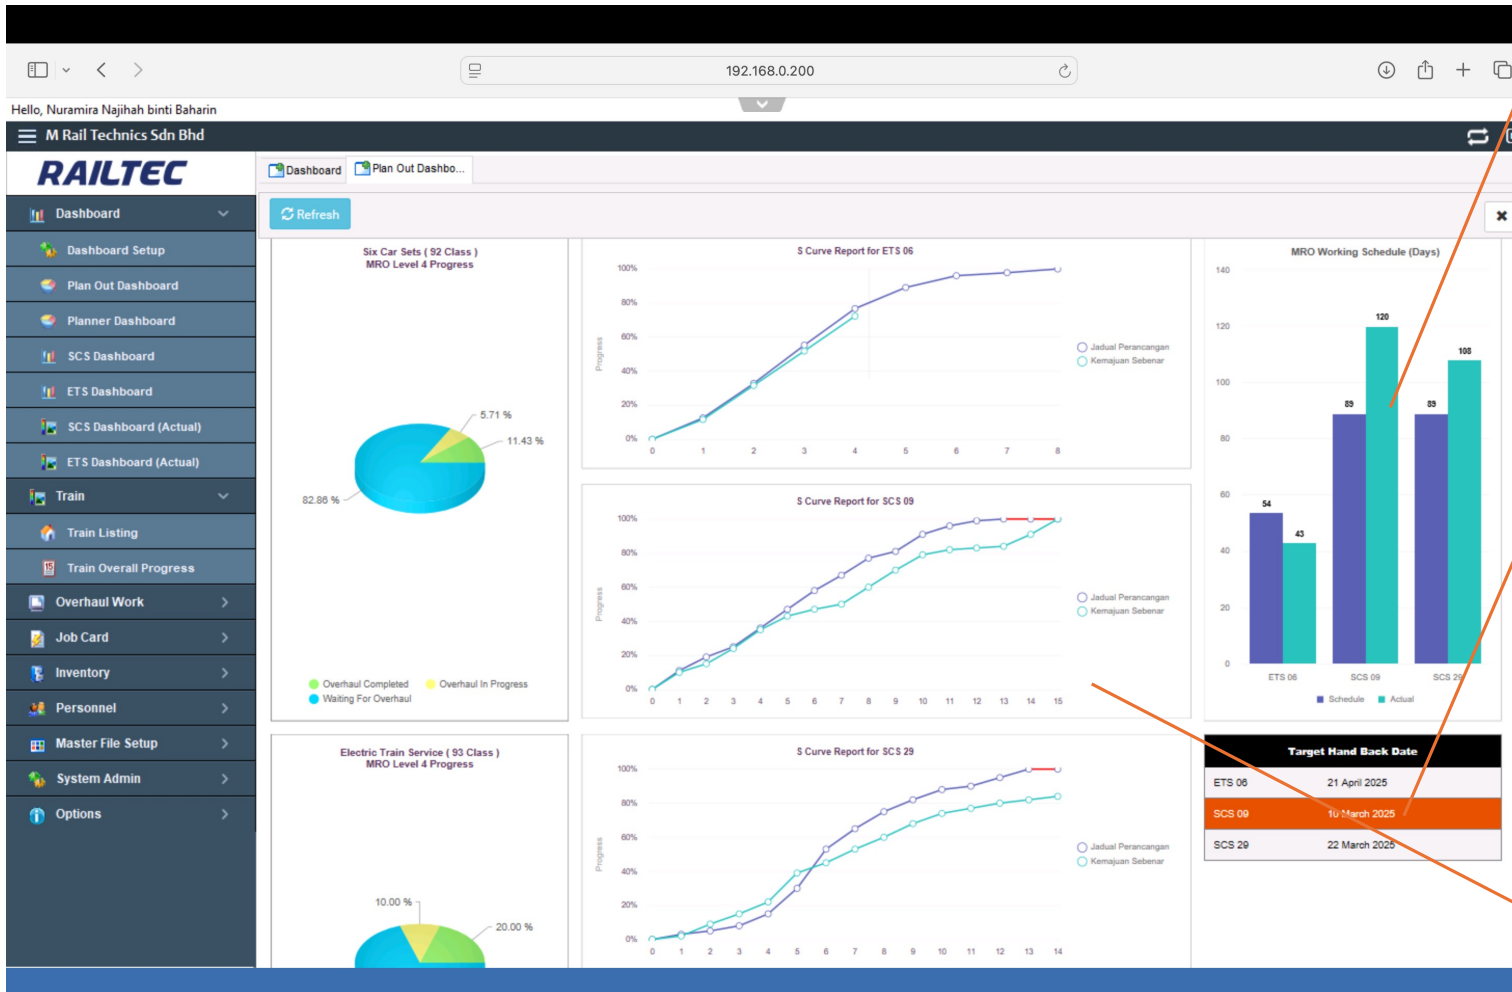 192.168.0.200
Hello, Nuramira Najihah binti Baharin
M Rail Technics Sdn Bhd
RAILTEC
Dashboard
Dashboard Setup
Plan Out Dashboard
Planner Dashboard
SCS Dashboard
ETS Dashboard
SCS Dashboard (Actual)
ETS Dashboard (Actual)
Train
Train Listing
Train Overall Progress
Overhaul Work
Job Card
Inventory
Personnel
Master File Setup
System Admin
Options
Dashboard
Plan Out Dashbo...
Refresh
Six Car Sets ( 92 Class )
MRO Level 4 Progress
5.71 %
11.43 %
82.86 %
Overhaul Completed
Overhaul In Progress
Waiting For Overhaul
Electric Train Service ( 93 Class )
MRO Level 4 Progress
10.00 %
20.00 %
S Curve Report for ETS 06
Progress
100%
80%
60%
40%
20%
0%
0 1 2 3 4 5 6 7 8
Jadual Perancangan
Kemajuan Sebenar
S Curve Report for SCS 09
Progress
100%
80%
60%
40%
20%
0%
0 1 2 3 4 5 6 7 8 9 10 11 12 13 14 15
Jadual Perancangan
Kemajuan Sebenar
S Curve Report for SCS 29
Progress
100%
80%
60%
40%
20%
0%
0 1 2 3 4 5 6 7 8 9 10 11 12 13 14
Jadual Perancangan
Kemajuan Sebenar
MRO Working Schedule (Days)
140
120
100
80
60
40
20
0
54
43
89
120
89
108
ETS 06
SCS 09
SCS 29
Schedule
Actual
Target Hand Back Date
ETS 06 21 April 2025
SCS 09 10 March 2025
SCS 29 22 March 2025